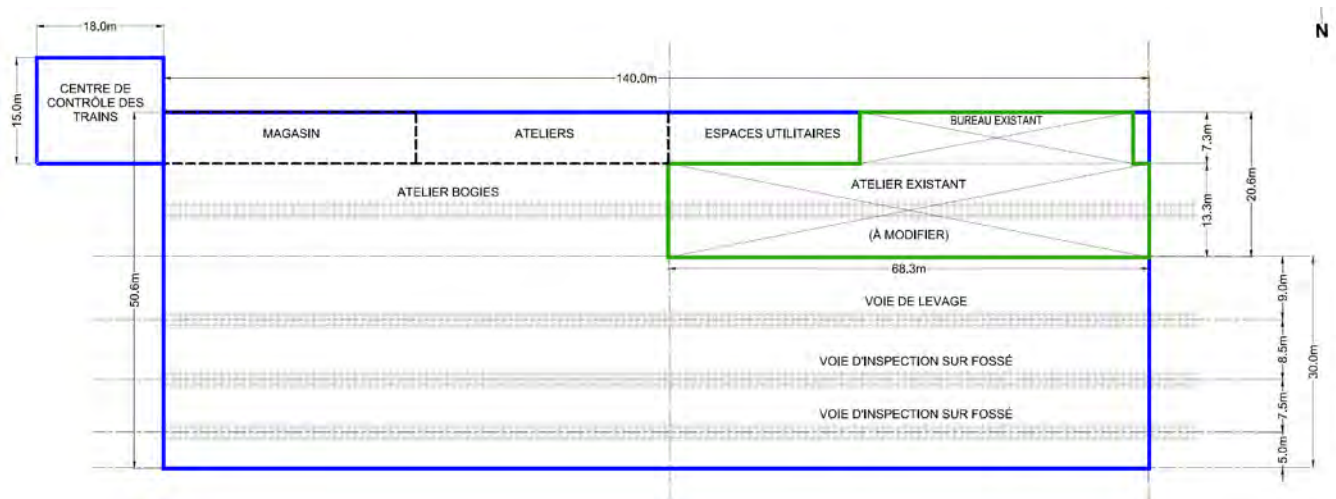 18.0m
N
140.0m
15.0m
CENTRE DE
CONTRÔLE DES
TRAINS
MAGASIN
ATELIERS
ESPACES UTILITAIRES
BUREAU EXISTANT
7.3m
20.6m
ATELIER BOGIES
ATELIER EXISTANT
13.3m
(À MODIFIER)
68.3m
50.6m
9.0m
VOIE DE LEVAGE
8.5m
30.0m
VOIE D'INSPECTION SUR FOSSÉ
7.5m
VOIE D'INSPECTION SUR FOSSÉ
5.0m